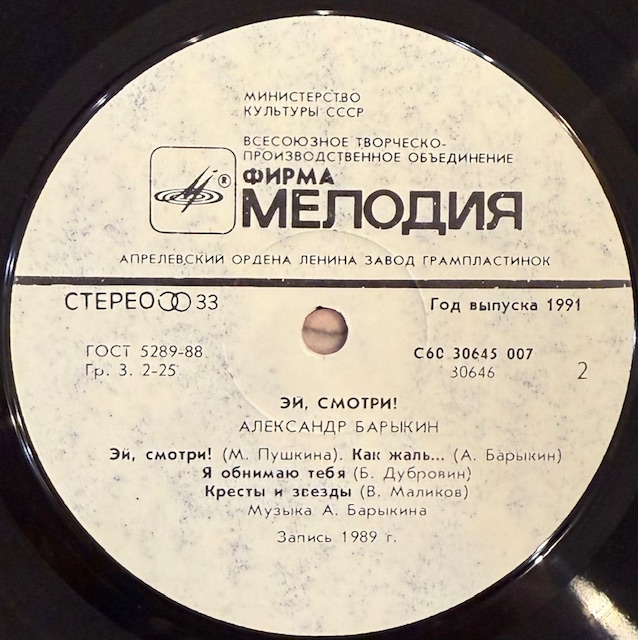 МИНИСТЕРСТВО
КУЛЬТУРЫ СССР
ВСЕСОЮЗНОЕ ТВОРЧЕСКО-
ПРОИЗВОДСТВЕННОЕ ОБЪЕДИНЕНИЕ
®
ФИРМА
МЕЛОДИЯ
АПРЕЛЕВСКИЙ ОРДЕНА ЛЕНИНА ЗАВОД ГРАМПЛАСТИНОК
СТЕРЕО 33
Год выпуска 1991
ГОСТ 5289-88
Гр. 3. 2-25
С60 30645 007
30646
2
ЭЙ, СМОТРИ!
АЛЕКСАНДР БАРЫКИН
Эй, смотри! (М. Пушкина). Как жаль... (А. Барыкин)
Я обнимаю тебя (Б. Дубровин)
Кресты и звезды (В. Маликов)
Музыка А. Барыкина
Запись 1989 г.